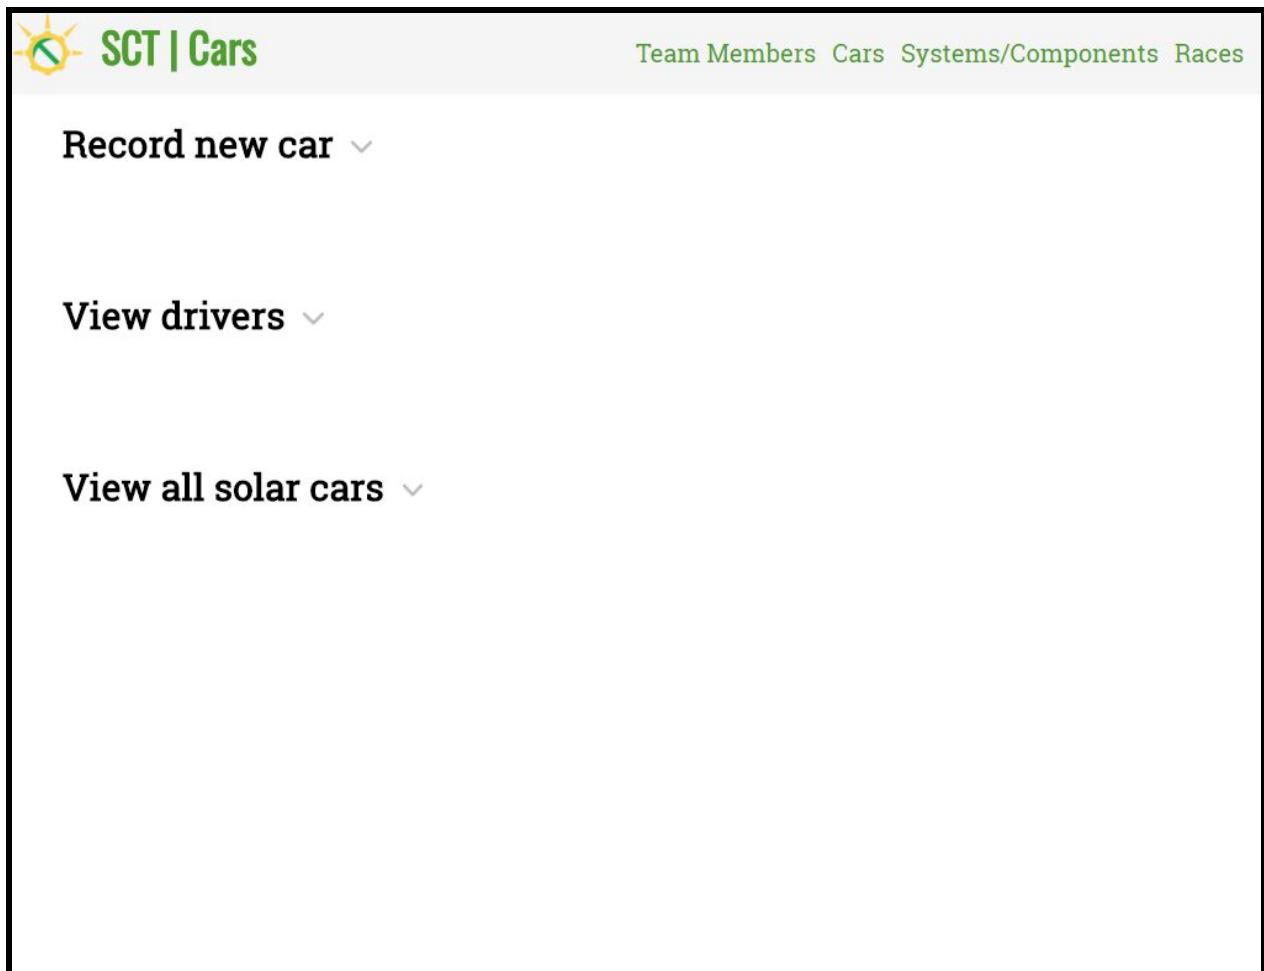 SCT | Cars
Team Members Cars Systems/Components Races
Record new car
View drivers
View all solar cars